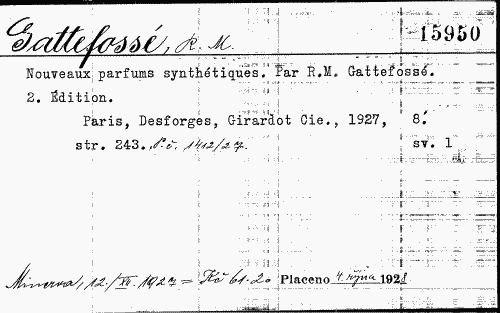 Gattefossé, R. M. 15950
Nouveaux parfums synthétiques. Par R.M. Gattefossé.
2. Édition.
Paris, Desforges, Girardot Cie., 1927, 8.
str. 243. P. č. 1412/27. sv. 1
Minerva, 12./XI. 1927 = Kč 61.20 Placeno 4. října 1928